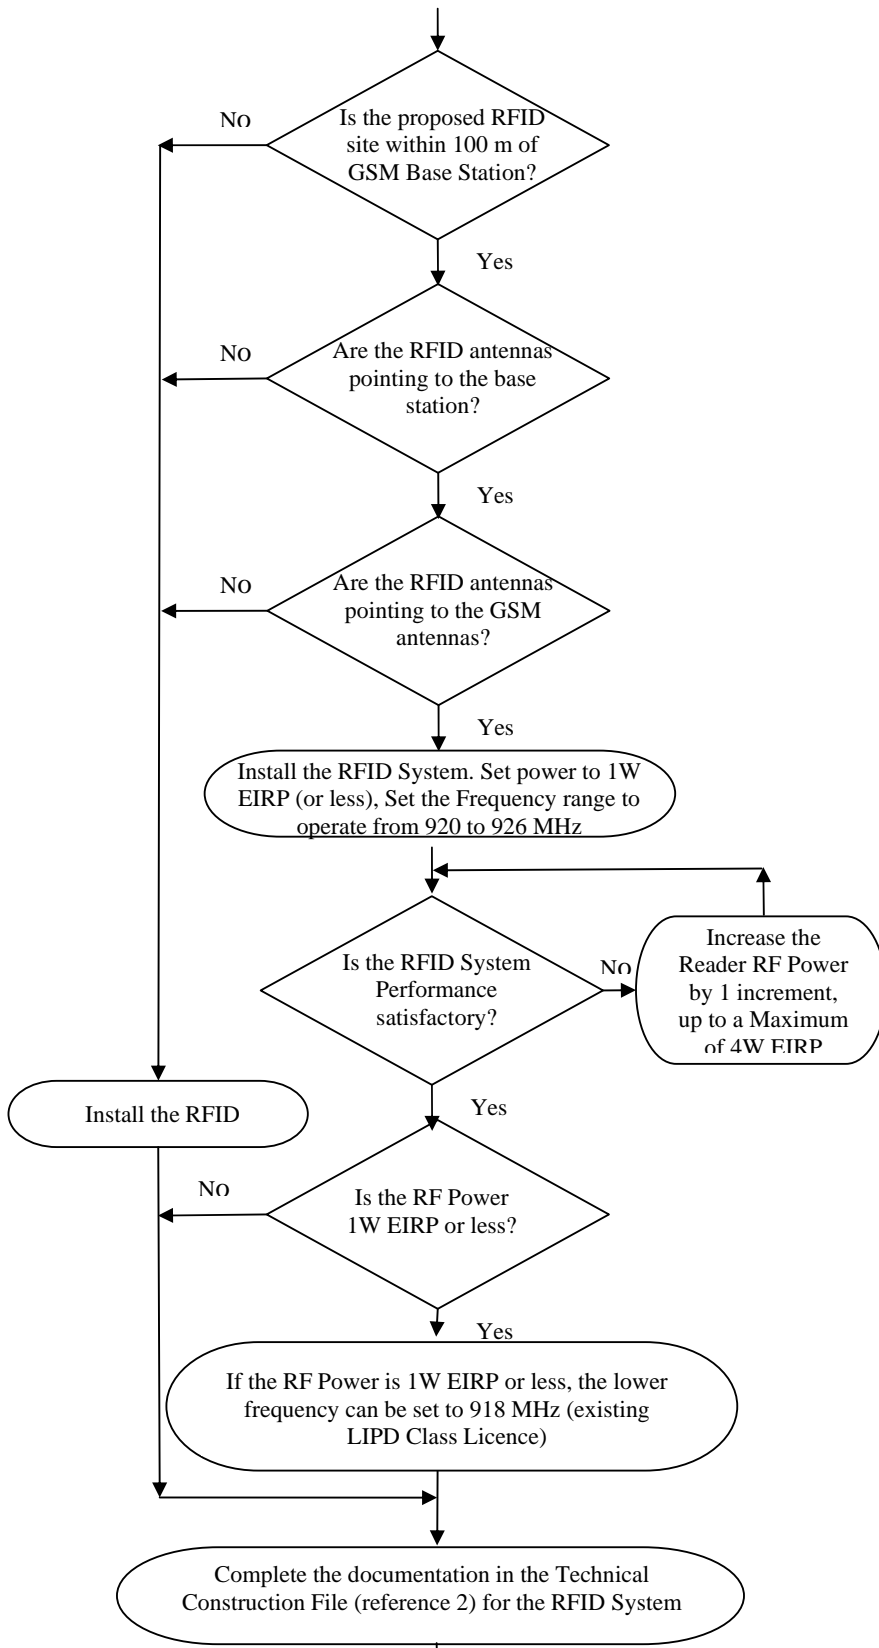 No
Is the proposed RFID
site within 100 m of
GSM Base Station?
Yes
No
Are the RFID antennas
pointing to the base
station?
Yes
No
Are the RFID antennas
pointing to the GSM
antennas?
Yes
Install the RFID System. Set power to 1W
EIRP (or less), Set the Frequency range to
operate from 920 to 926 MHz
Is the RFID System
Performance
satisfactory?
No
Increase the
Reader RF Power
by 1 increment,
up to a Maximum
of 4W EIRP
Yes
Install the RFID
No
Is the RF Power
1W EIRP or less?
Yes
If the RF Power is 1W EIRP or less, the lower
frequency can be set to 918 MHz (existing
LIPD Class Licence)
Complete the documentation in the Technical
Construction File (reference 2) for the RFID System